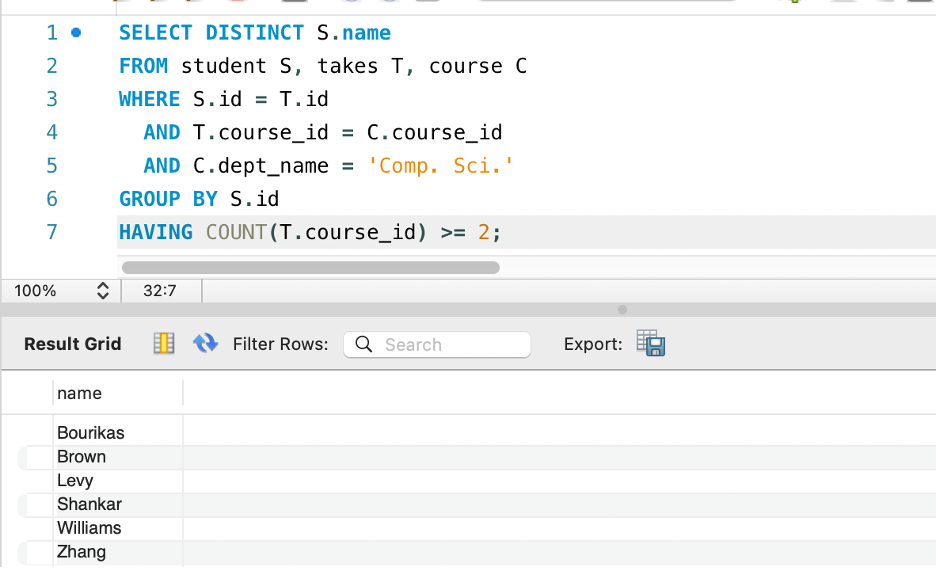 1 SELECT DISTINCT S.name
2 FROM student S, takes T, course C
3 WHERE S.id = T.id
4 AND T.course_id = C.course_id
5 AND C.dept_name = 'Comp. Sci.'
6 GROUP BY S.id
7 HAVING COUNT(T.course_id) >= 2;
100% 32:7
Result Grid Filter Rows: Search Export:
name
Bourikas
Brown
Levy
Shankar
Williams
Zhang